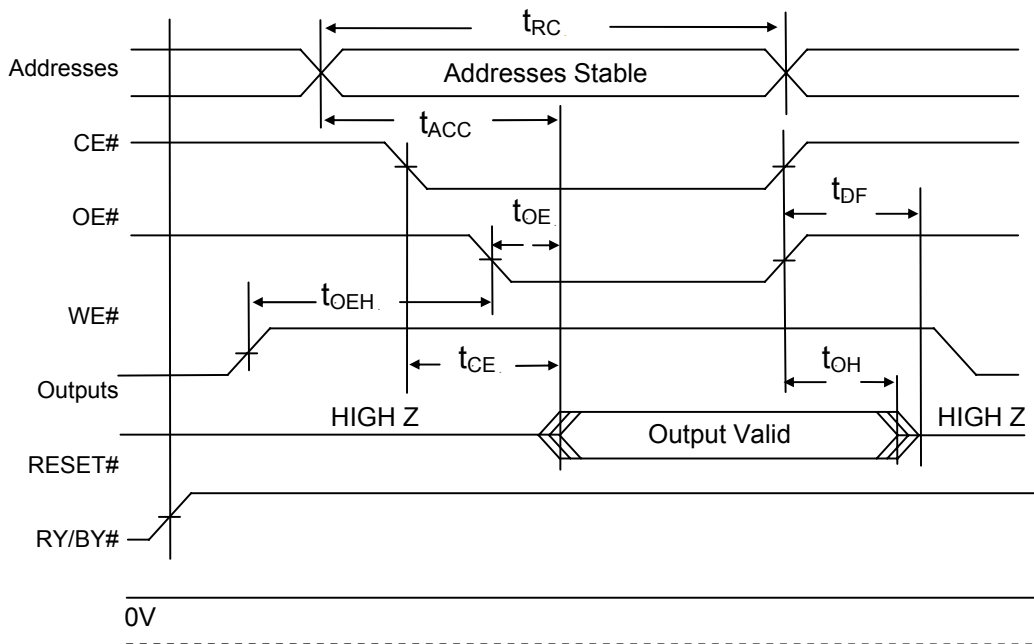 tRC
Addresses
Addresses Stable
tACC
CE#
tDF
OE#
tOE
tOEH
WE#
tCE
tOH
Outputs
HIGH Z
Output Valid
HIGH Z
RESET#
RY/BY#
0V